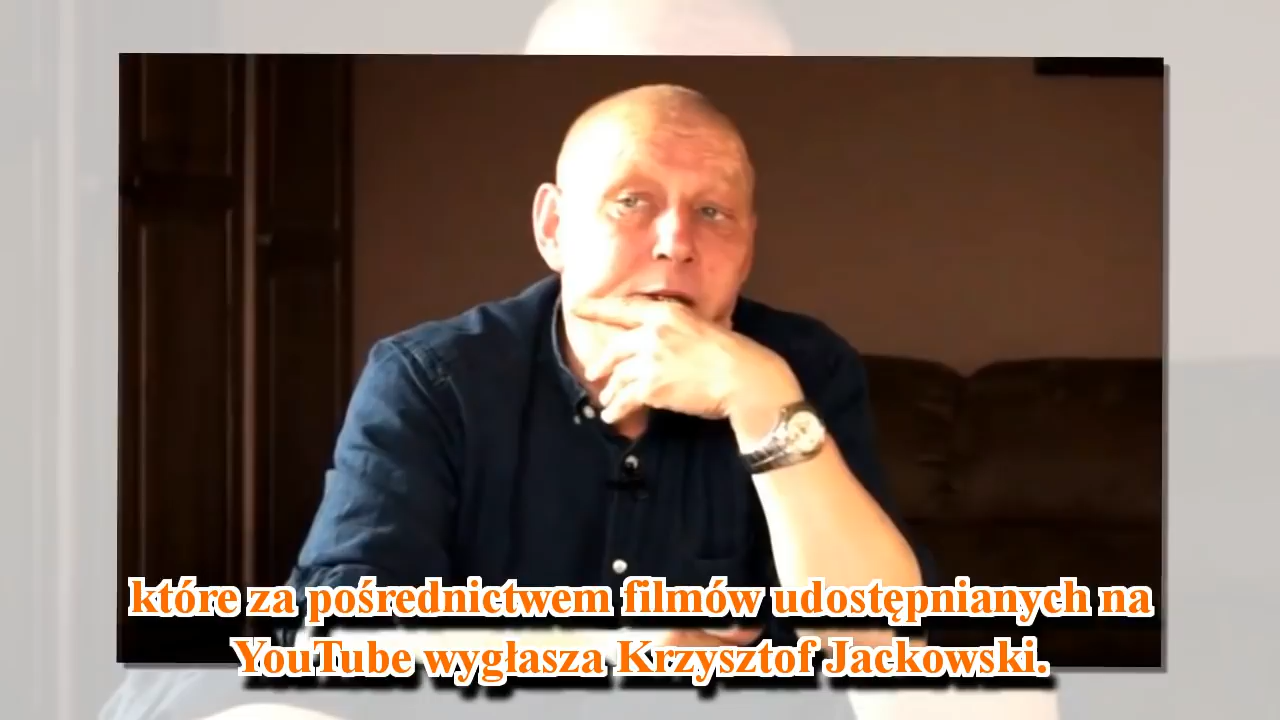 które za pośrednictwem filmów udostępnianych na
YouTube wygłasza Krzysztof Jackowski.